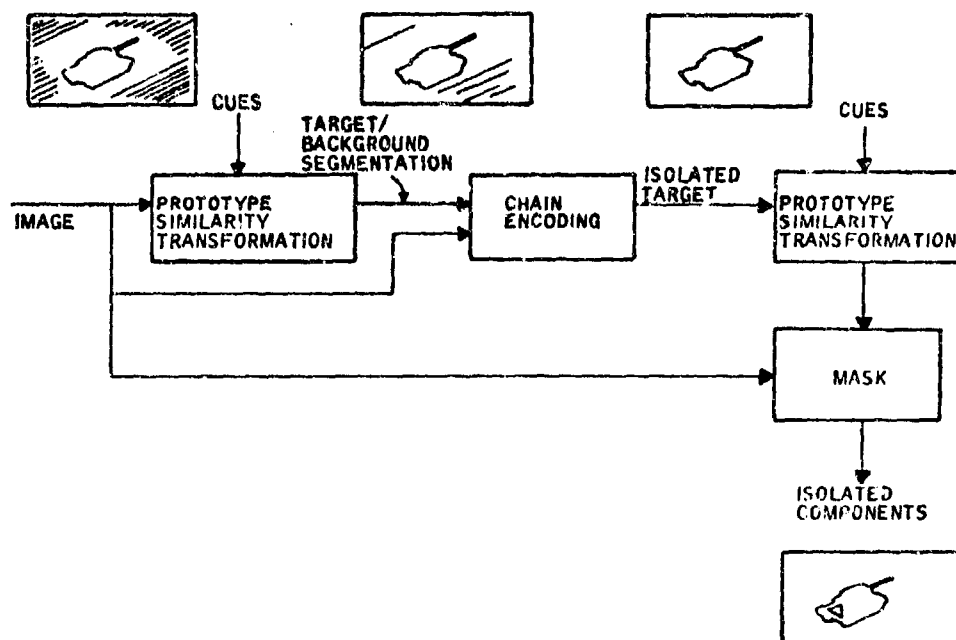 CUES
TARGET/
BACKGROUND
SEGMENTATION
CUES
IMAGE
PROTOTYPE
SIMILARITY
TRANSFORMATION
CHAIN
ENCODING
ISOLATED
TARGET
PROTOTYPE
SIMILARITY
TRANSFORMATION
MASK
ISOLATED
COMPONENTS